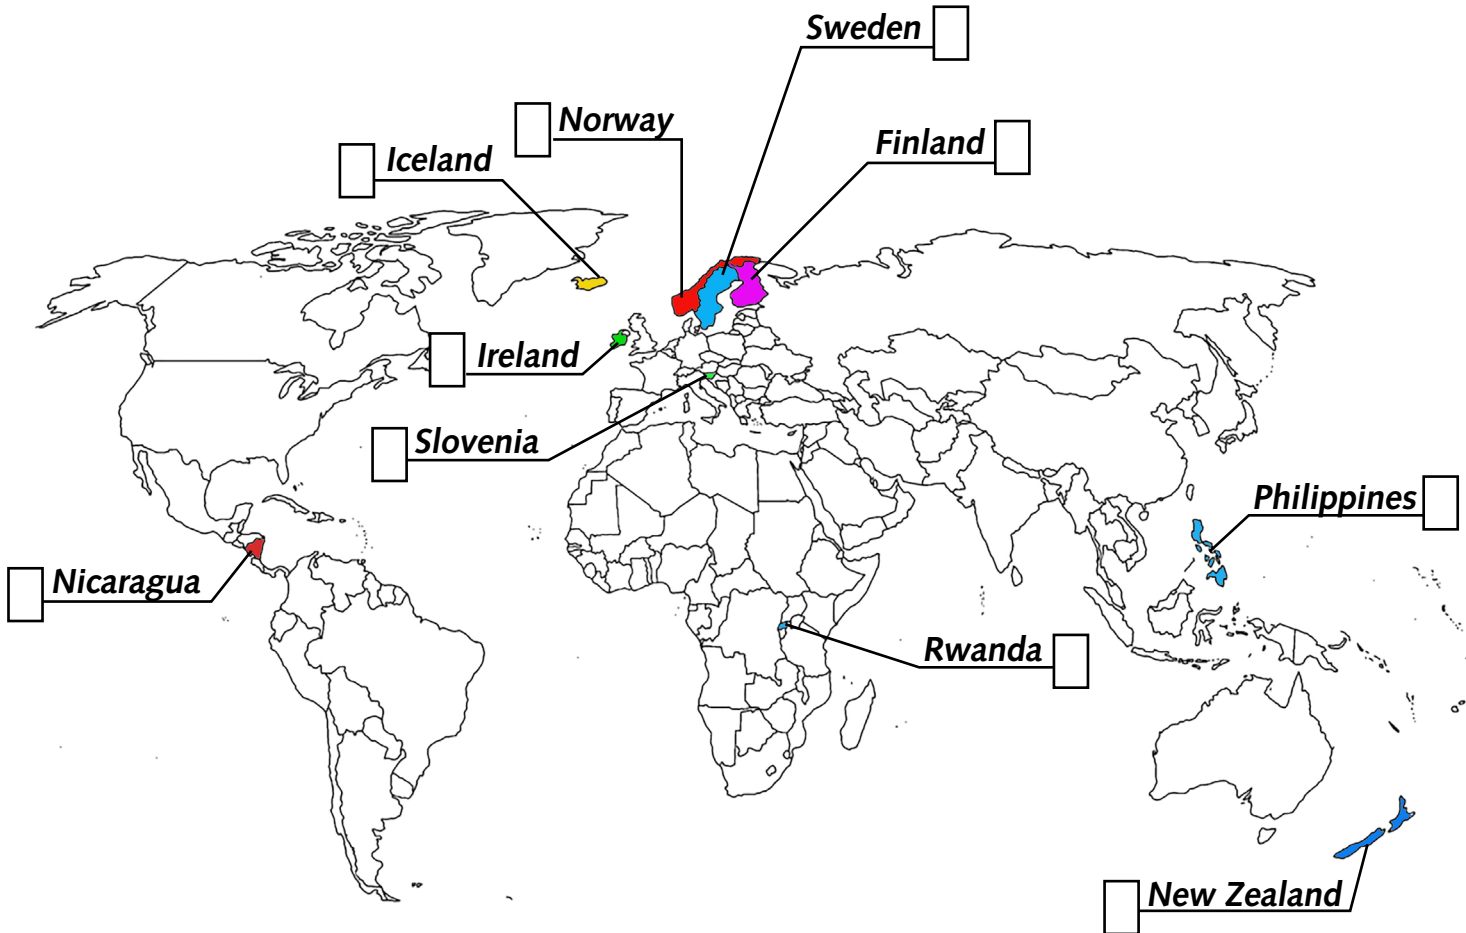 Sweden
Norway
Finland
Iceland
Ireland
Slovenia
Philippines
Nicaragua
Rwanda
New Zealand